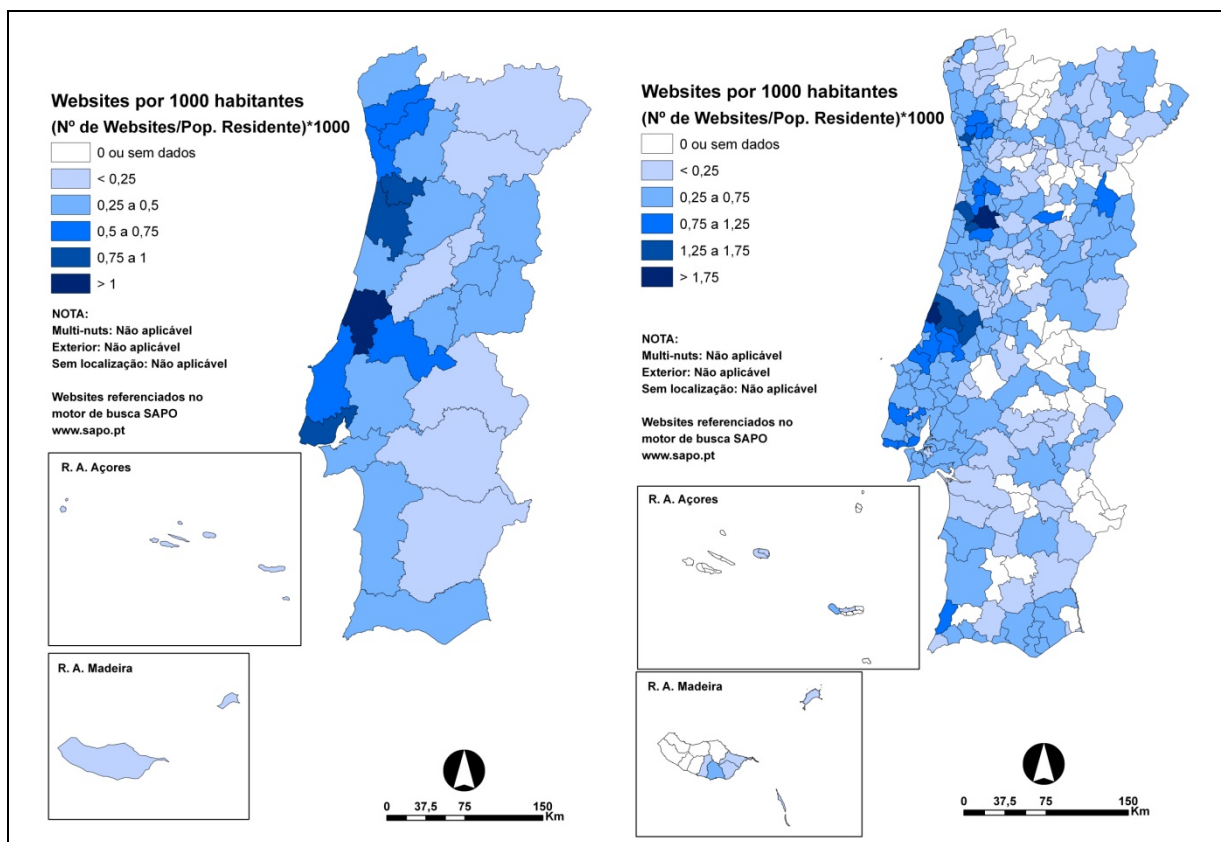 Websites por 1000 habitantes
(Nº de Websites/Pop. Residente)*1000
0 ou sem dados
< 0,25
0,25 a 0,5
0,5 a 0,75
0,75 a 1
> 1
NOTA:
Multi-nuts: Não aplicável
Exterior: Não aplicável
Sem localização: Não aplicável
Websites referenciados no
motor de busca SAPO
www.sapo.pt
R. A. Açores
R. A. Madeira
0 37,5 75 150
Km
Websites por 1000 habitantes
(Nº de Websites/Pop. Residente)*1000
0 ou sem dados
< 0,25
0,25 a 0,75
0,75 a 1,25
1,25 a 1,75
> 1,75
NOTA:
Multi-nuts: Não aplicável
Exterior: Não aplicável
Sem localização: Não aplicável
Websites referenciados no
motor de busca SAPO
www.sapo.pt
R. A. Açores
R. A. Madeira
0 37,5 75 150
Km